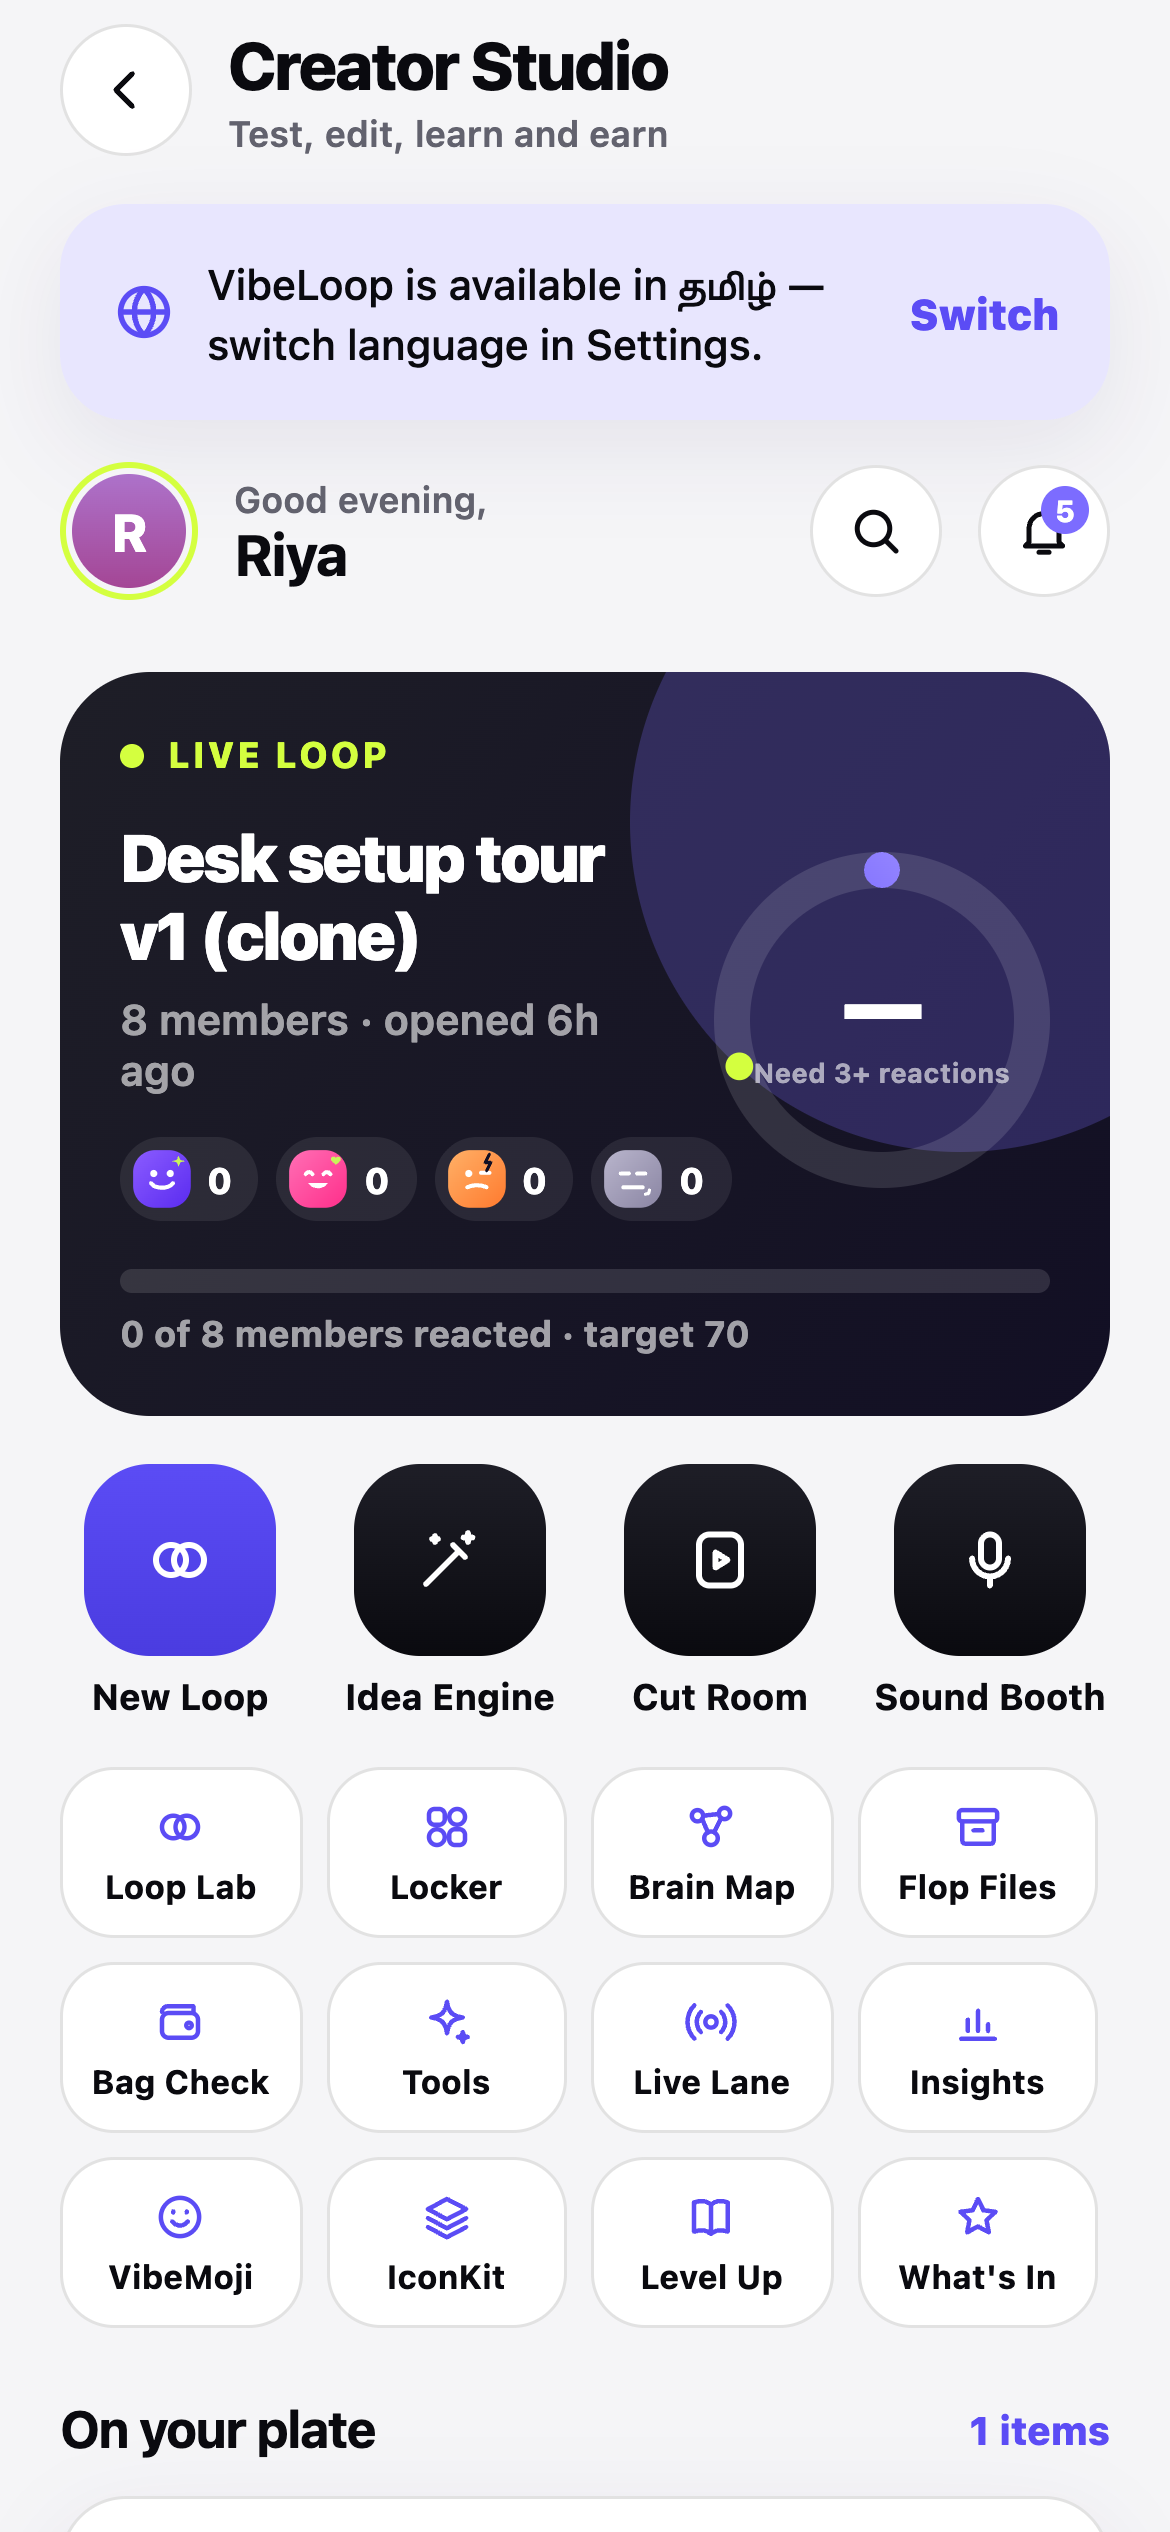 Creator Studio
Test, edit, learn and earn
VibeLoop is available in தமிழ் —
switch language in Settings.
Switch
R
Good evening,
Riya
5
LIVE LOOP
Desk setup tour
v1 (clone)
8 members · opened 6h
ago
—
Need 3+ reactions
0 0 0 0
0 of 8 members reacted · target 70
New Loop Idea Engine Cut Room Sound Booth
Loop Lab Locker Brain Map Flop Files
Bag Check Tools Live Lane Insights
VibeMoji IconKit Level Up What's In
On your plate
1 items